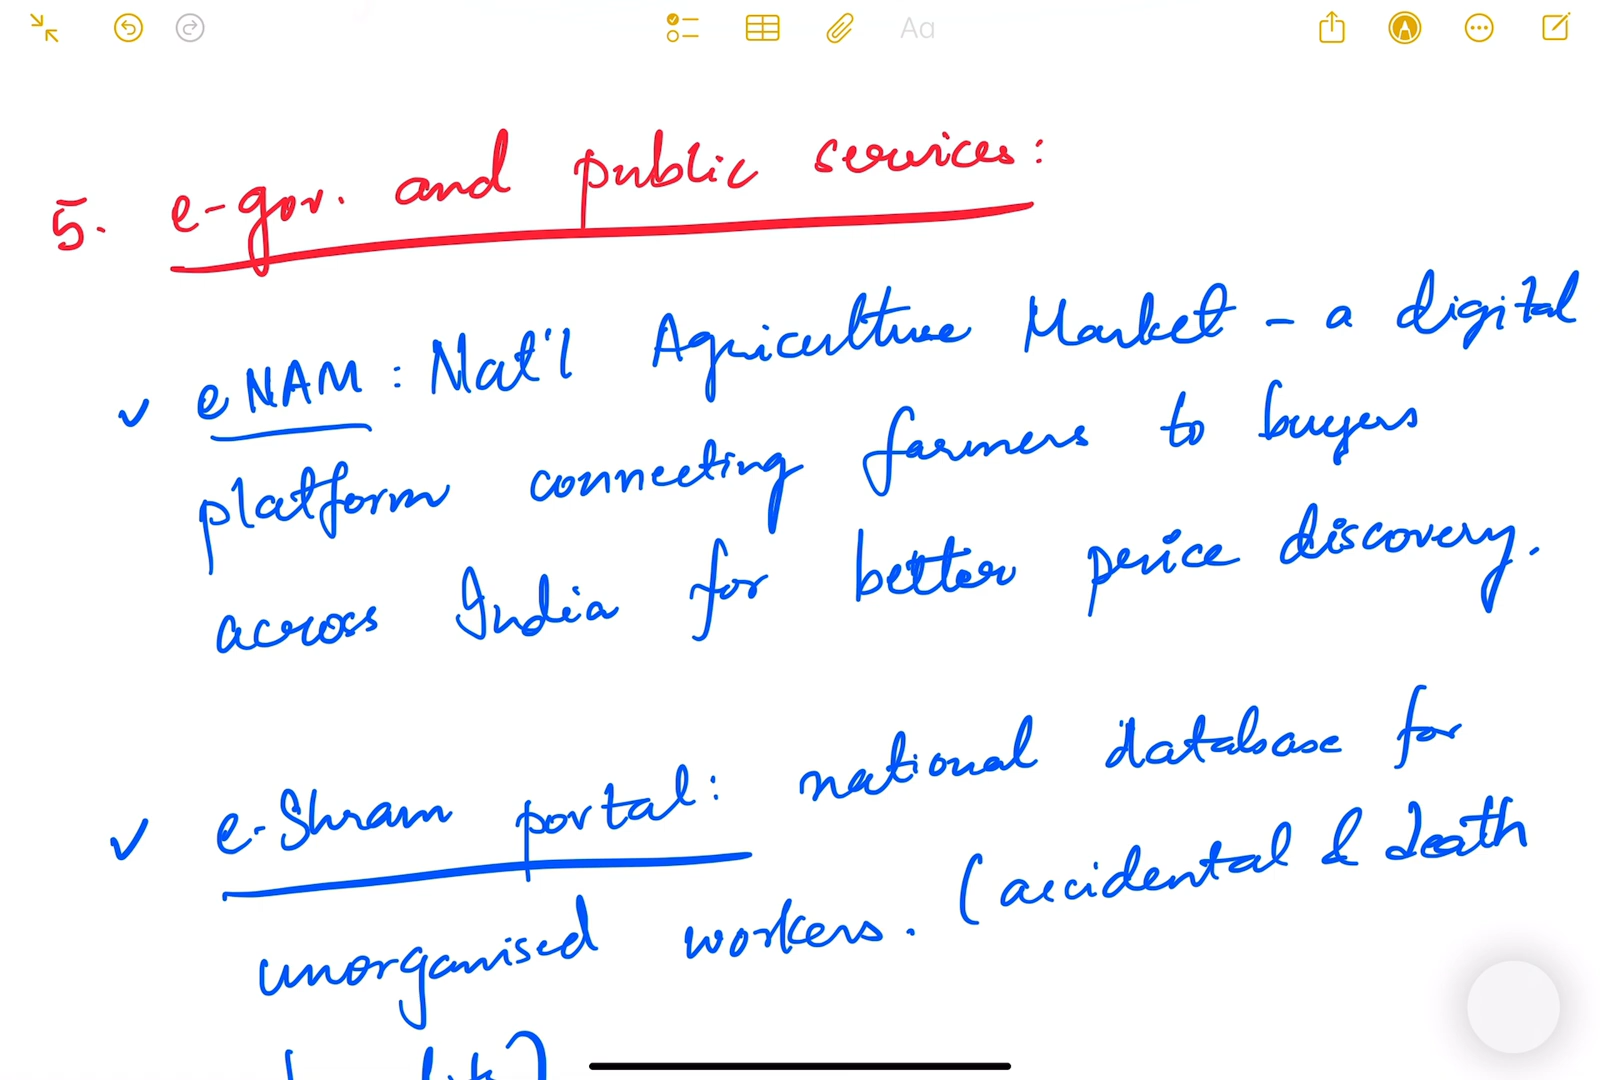 Aa
5. e-gov. and public services:
✓ eNAM : Nat'l Agriculture Market - a digital
platform connecting farmers to buyers
across India for better price discovery.
✓ e-Shram portal: national database for
unorganised workers. (accidental & death